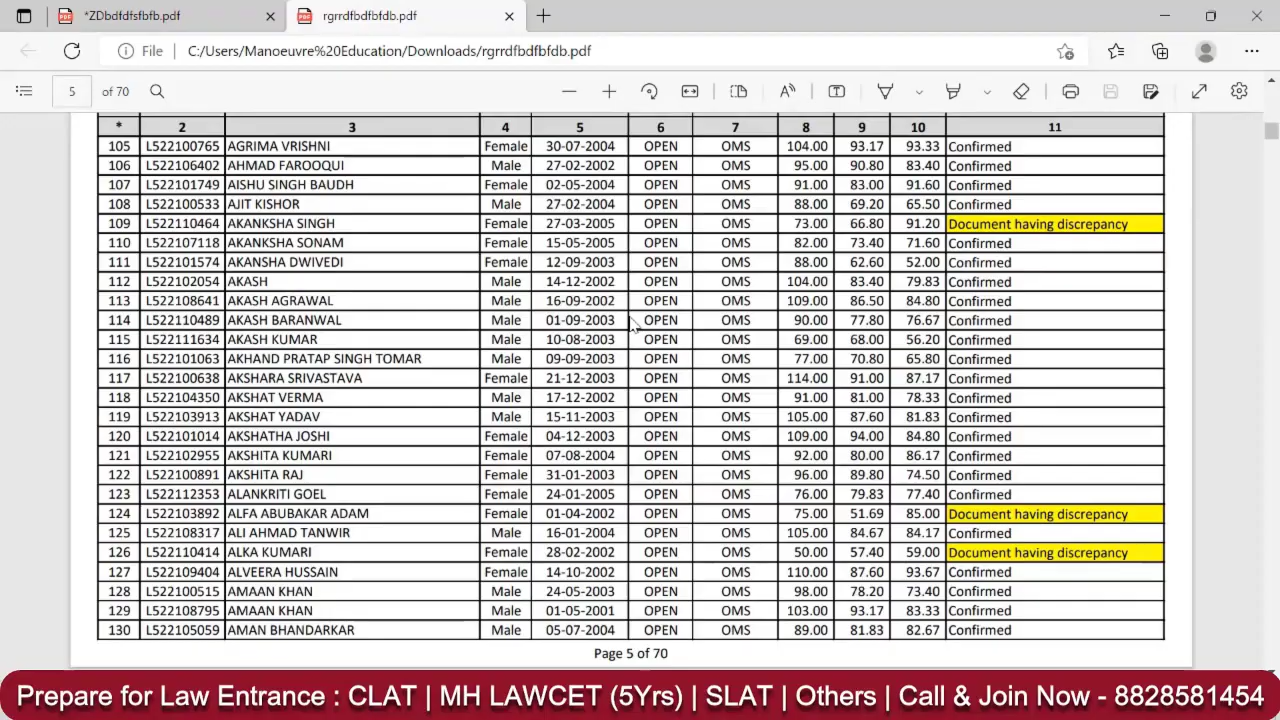 *ZDbdfdfsfbfb.pdf
rgrrdfbdfbfdb.pdf
File C:/Users/Manoeuvre%20Education/Downloads/rgrrdfbdfbfdb.pdf
5 of 70
* 2 3 4 5 6 7 8 9 10 11
105 L522100765 AGRIMA VRISHNI Female 30-07-2004 OPEN OMS 104.00 93.17 93.33 Confirmed
106 L522106402 AHMAD FAROOQUI Male 27-02-2002 OPEN OMS 95.00 90.80 83.40 Confirmed
107 L522101749 AISHU SINGH BAUDH Female 02-05-2004 OPEN OMS 91.00 83.00 91.60 Confirmed
108 L522100533 AJIT KISHOR Male 27-02-2004 OPEN OMS 88.00 69.20 65.50 Confirmed
109 L522110464 AKANKSHA SINGH Female 27-03-2005 OPEN OMS 73.00 66.80 91.20 Document having discrepancy
110 L522107118 AKANKSHA SONAM Female 15-05-2005 OPEN OMS 82.00 73.40 71.60 Confirmed
111 L522101574 AKANSHA DWIVEDI Female 12-09-2003 OPEN OMS 88.00 62.60 52.00 Confirmed
112 L522102054 AKASH Male 14-12-2002 OPEN OMS 104.00 83.40 79.83 Confirmed
113 L522108641 AKASH AGRAWAL Male 16-09-2002 OPEN OMS 109.00 86.50 84.80 Confirmed
114 L522110489 AKASH BARANWAL Male 01-09-2003 OPEN OMS 90.00 77.80 76.67 Confirmed
115 L522111634 AKASH KUMAR Male 10-08-2003 OPEN OMS 69.00 68.00 56.20 Confirmed
116 L522101063 AKHAND PRATAP SINGH TOMAR Male 09-09-2003 OPEN OMS 77.00 70.80 65.80 Confirmed
117 L522100638 AKSHARA SRIVASTAVA Female 21-12-2003 OPEN OMS 114.00 91.00 87.17 Confirmed
118 L522104350 AKSHAT VERMA Male 17-12-2002 OPEN OMS 91.00 81.00 78.33 Confirmed
119 L522103913 AKSHAT YADAV Male 15-11-2003 OPEN OMS 105.00 87.60 81.83 Confirmed
120 L522101014 AKSHATHA JOSHI Female 04-12-2003 OPEN OMS 109.00 94.00 84.80 Confirmed
121 L522102955 AKSHITA KUMARI Female 07-08-2004 OPEN OMS 92.00 80.00 86.17 Confirmed
122 L522100891 AKSHITA RAJ Female 31-01-2003 OPEN OMS 96.00 89.80 74.50 Confirmed
123 L522112353 ALANKRITI GOEL Female 24-01-2005 OPEN OMS 76.00 79.83 77.40 Confirmed
124 L522103892 ALFA ABUBAKAR ADAM Female 01-04-2002 OPEN OMS 75.00 51.69 85.00 Document having discrepancy
125 L522108317 ALI AHMAD TANWIR Male 16-01-2004 OPEN OMS 105.00 84.67 84.17 Confirmed
126 L522110414 ALKA KUMARI Female 28-02-2002 OPEN OMS 50.00 57.40 59.00 Document having discrepancy
127 L522109404 ALVEERA HUSSAIN Female 14-10-2002 OPEN OMS 110.00 87.60 93.67 Confirmed
128 L522100515 AMAAN KHAN Male 24-05-2003 OPEN OMS 98.00 78.20 73.40 Confirmed
129 L522108795 AMAAN KHAN Male 01-05-2001 OPEN OMS 103.00 93.17 83.33 Confirmed
130 L522105059 AMAN BHANDARKAR Male 05-07-2004 OPEN OMS 89.00 81.83 82.67 Confirmed
Page 5 of 70
Prepare for Law Entrance : CLAT | MH LAWCET (5Yrs) | SLAT | Others | Call & Join Now - 8828581454